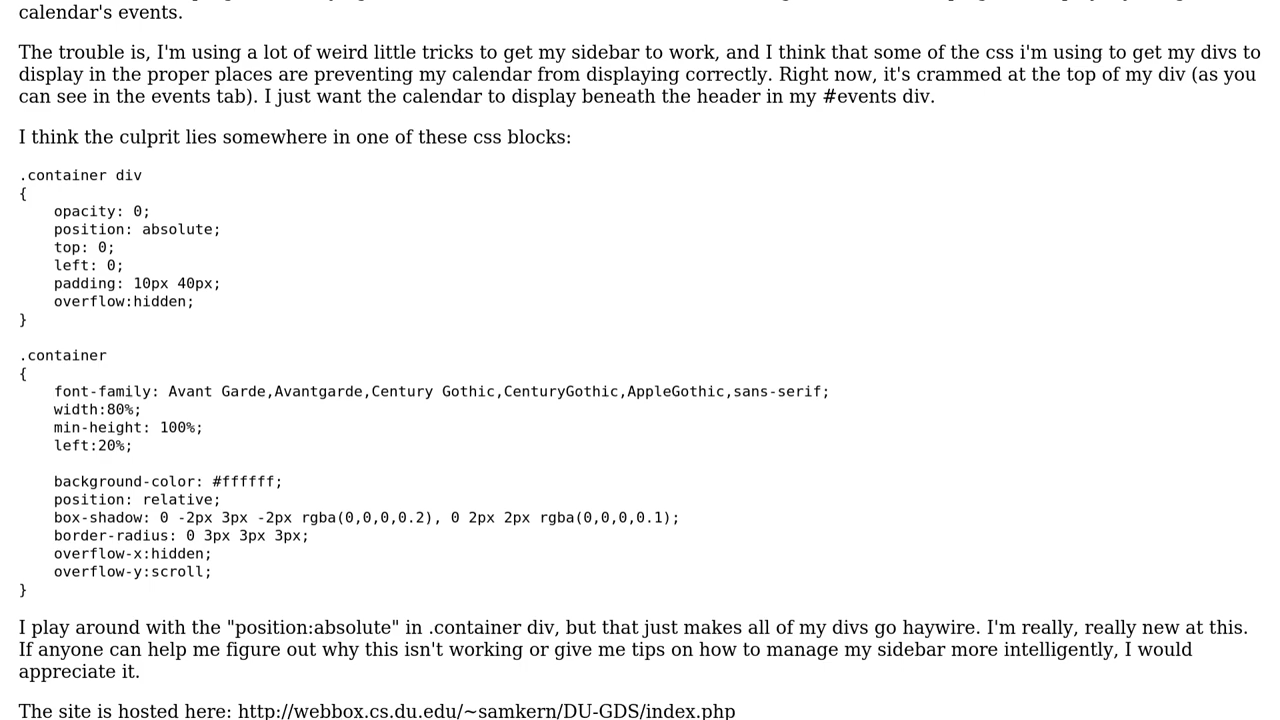 calendar's events.
The trouble is, I'm using a lot of weird little tricks to get my sidebar to work, and I think that some of the css i'm using to get my divs to
display in the proper places are preventing my calendar from displaying correctly. Right now, it's crammed at the top of my div (as you
can see in the events tab). I just want the calendar to display beneath the header in my #events div.
I think the culprit lies somewhere in one of these css blocks:
.container div
{
    opacity: 0;
    position: absolute;
    top: 0;
    left: 0;
    padding: 10px 40px;
    overflow:hidden;
}
.container
{
    font-family: Avant Garde,Avantgarde,Century Gothic,CenturyGothic,AppleGothic,sans-serif;
    width:80%;
    min-height: 100%;
    left:20%;
    background-color: #ffffff;
    position: relative;
    box-shadow: 0 -2px 3px -2px rgba(0,0,0,0.2), 0 2px 2px rgba(0,0,0,0.1);
    border-radius: 0 3px 3px 3px;
    overflow-x:hidden;
    overflow-y:scroll;
}
I play around with the "position:absolute" in .container div, but that just makes all of my divs go haywire. I'm really, really new at this.
If anyone can help me figure out why this isn't working or give me tips on how to manage my sidebar more intelligently, I would
appreciate it.
The site is hosted here: http://webbox.cs.du.edu/~samkern/DU-GDS/index.php